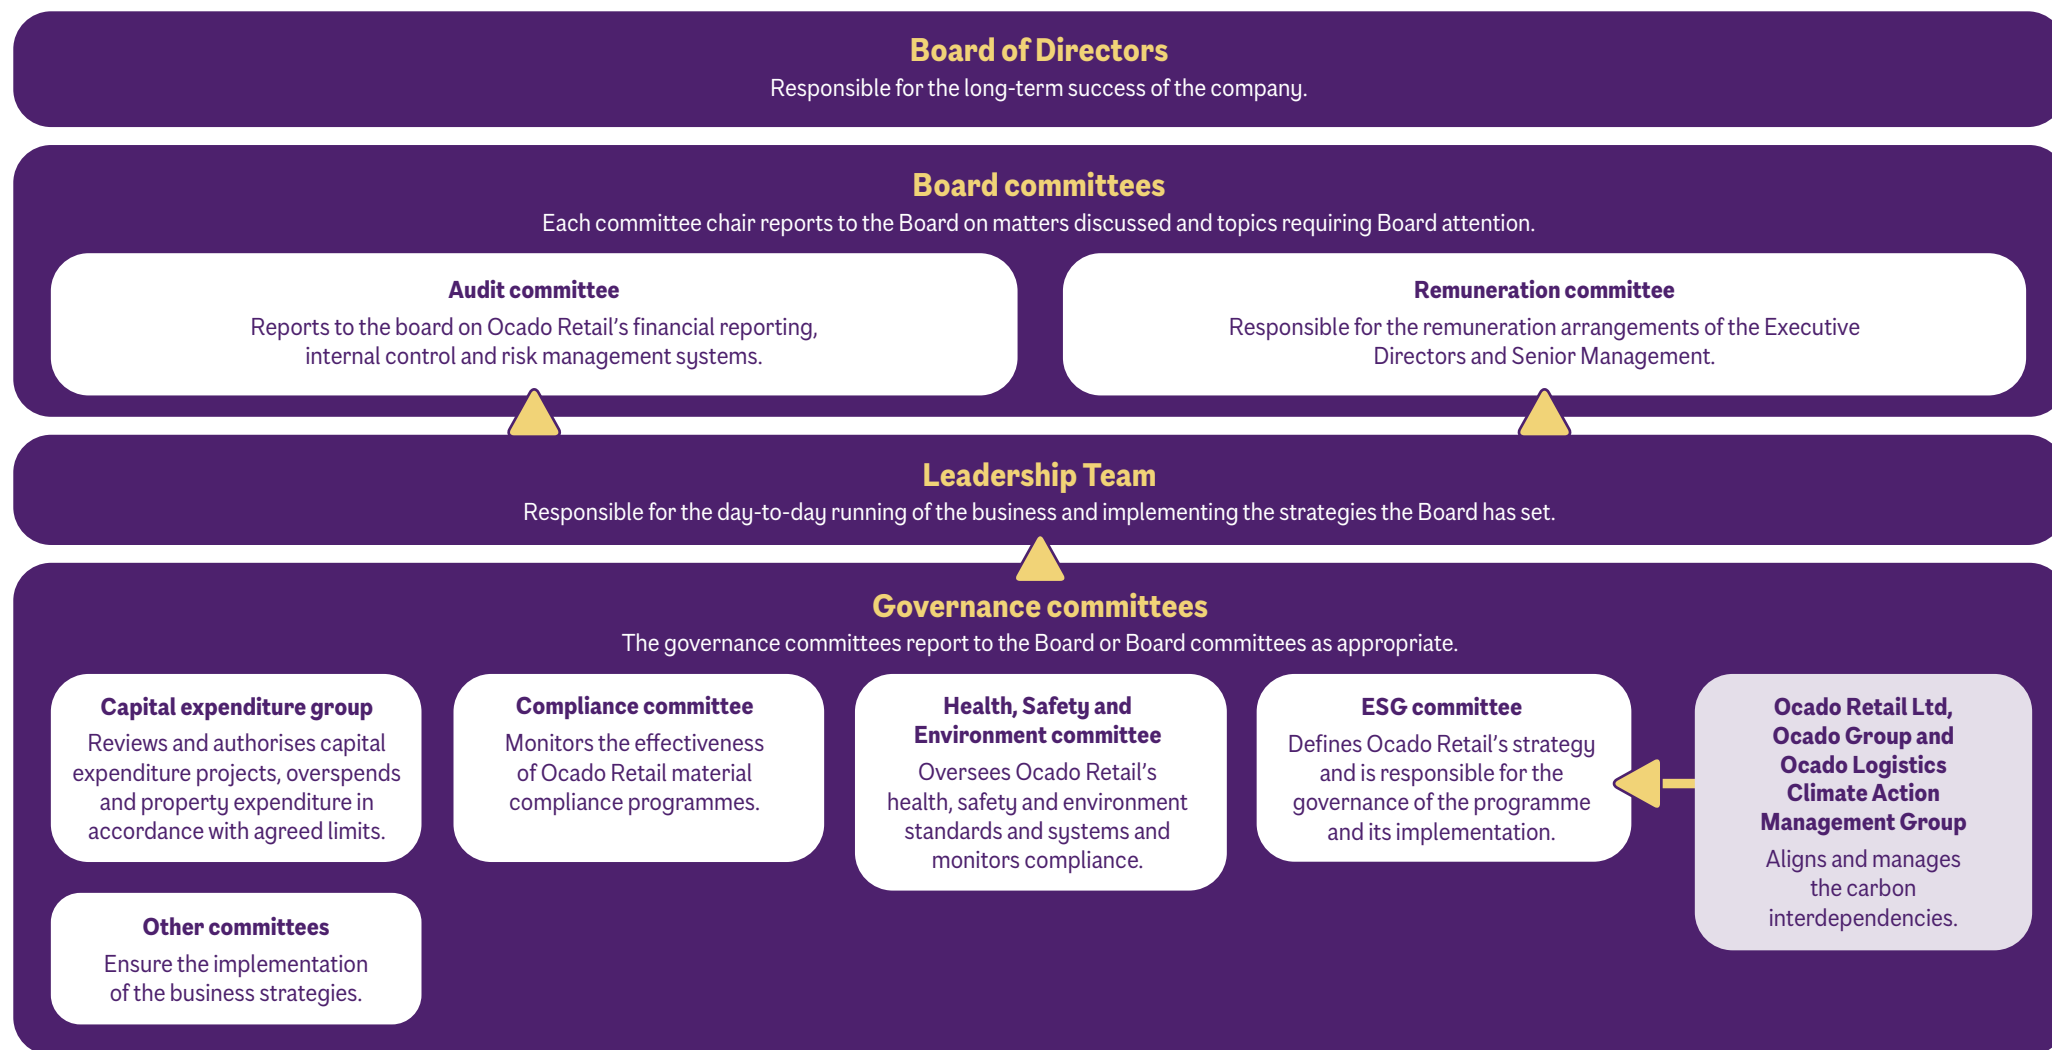 Board of Directors
Responsible for the long-term success of the company.
Board committees
Each committee chair reports to the Board on matters discussed and topics requiring Board attention.
Audit committee
Reports to the board on Ocado Retail's financial reporting,
internal control and risk management systems.
Remuneration committee
Responsible for the remuneration arrangements of the Executive
Directors and Senior Management.
Leadership Team
Responsible for the day-to-day running of the business and implementing the strategies the Board has set.
Governance committees
The governance committees report to the Board or Board committees as appropriate.
Capital expenditure group
Reviews and authorises capital
expenditure projects, overspends
and property expenditure in
accordance with agreed limits.
Compliance committee
Monitors the effectiveness
of Ocado Retail material
compliance programmes.
Health, Safety and
Environment committee
Oversees Ocado Retail's
health, safety and environment
standards and systems and
monitors compliance.
ESG committee
Defines Ocado Retail's strategy
and is responsible for the
governance of the programme
and its implementation.
Ocado Retail Ltd,
Ocado Group and
Ocado Logistics
Climate Action
Management Group
Aligns and manages
the carbon
interdependencies.
Other committees
Ensure the implementation
of the business strategies.